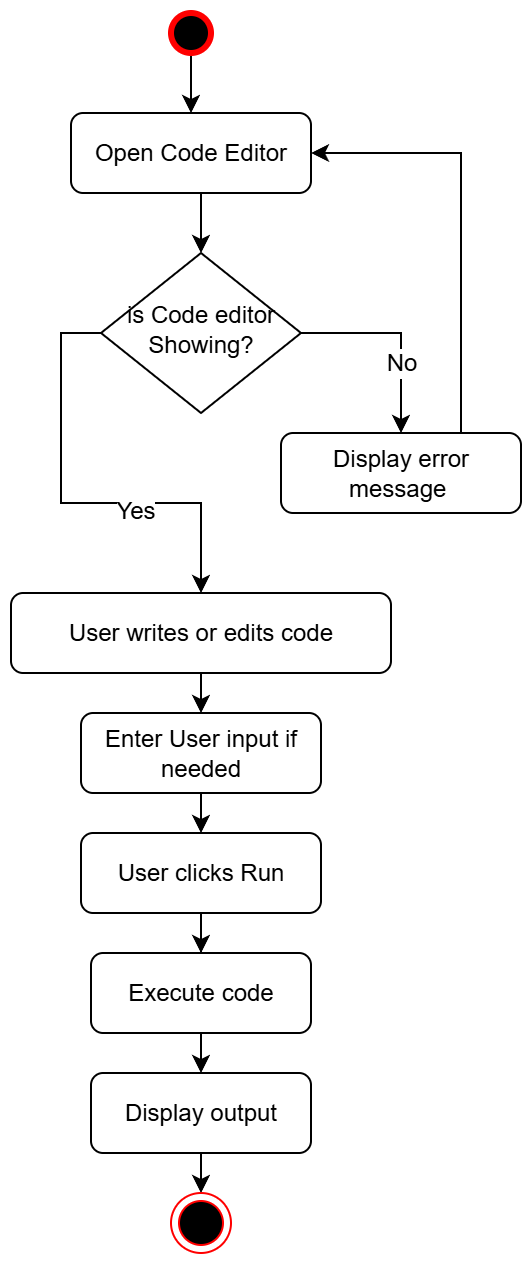 Open Code Editor
is Code editor
Showing?
No
Display error
message
Yes
User writes or edits code
Enter User input if
needed
User clicks Run
Execute code
Display output